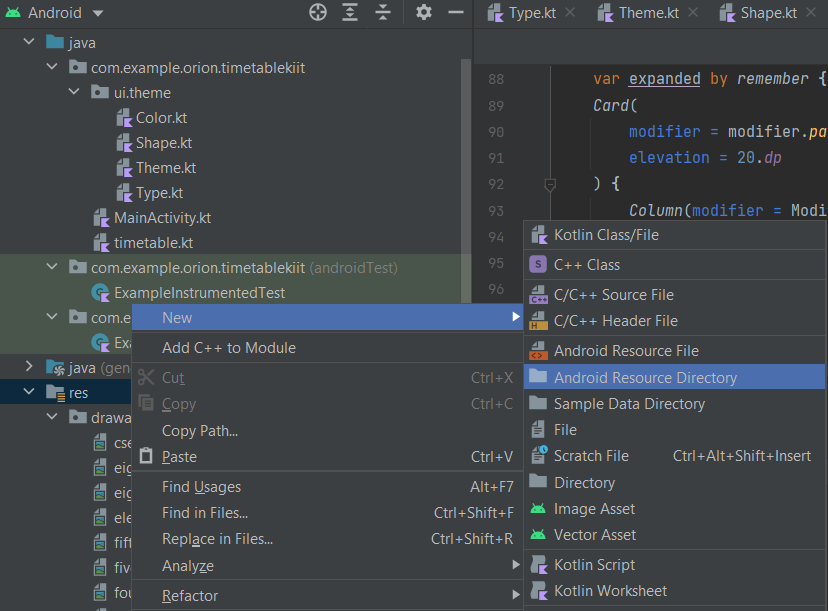 Android
Type.kt
Theme.kt
Shape.kt
java
com.example.orion.timetablekiit
ui.theme
Color.kt
Shape.kt
Theme.kt
Type.kt
MainActivity.kt
timetable.kt
com.example.orion.timetablekiit (androidTest)
ExampleInstrumentedTest
com.e
Exa
java (gen
res
drawa
cse
eig
eig
ele
fift
five
fou
88 var expanded by remember {
89 Card(
90 modifier = modifier.pa
91 elevation = 20.dp
92 ) {
93 Column(modifier = Modi
94
95
96
New
Add C++ to Module
Cut Ctrl+X
Copy Ctrl+C
Copy Path...
Paste Ctrl+V
Find Usages Alt+F7
Find in Files... Ctrl+Shift+F
Replace in Files... Ctrl+Shift+R
Analyze
Refactor
Kotlin Class/File
S C++ Class
C++ C/C++ Source File
H C/C++ Header File
Android Resource File
Android Resource Directory
Sample Data Directory
File
Scratch File Ctrl+Alt+Shift+Insert
Directory
Image Asset
Vector Asset
Kotlin Script
Kotlin Worksheet